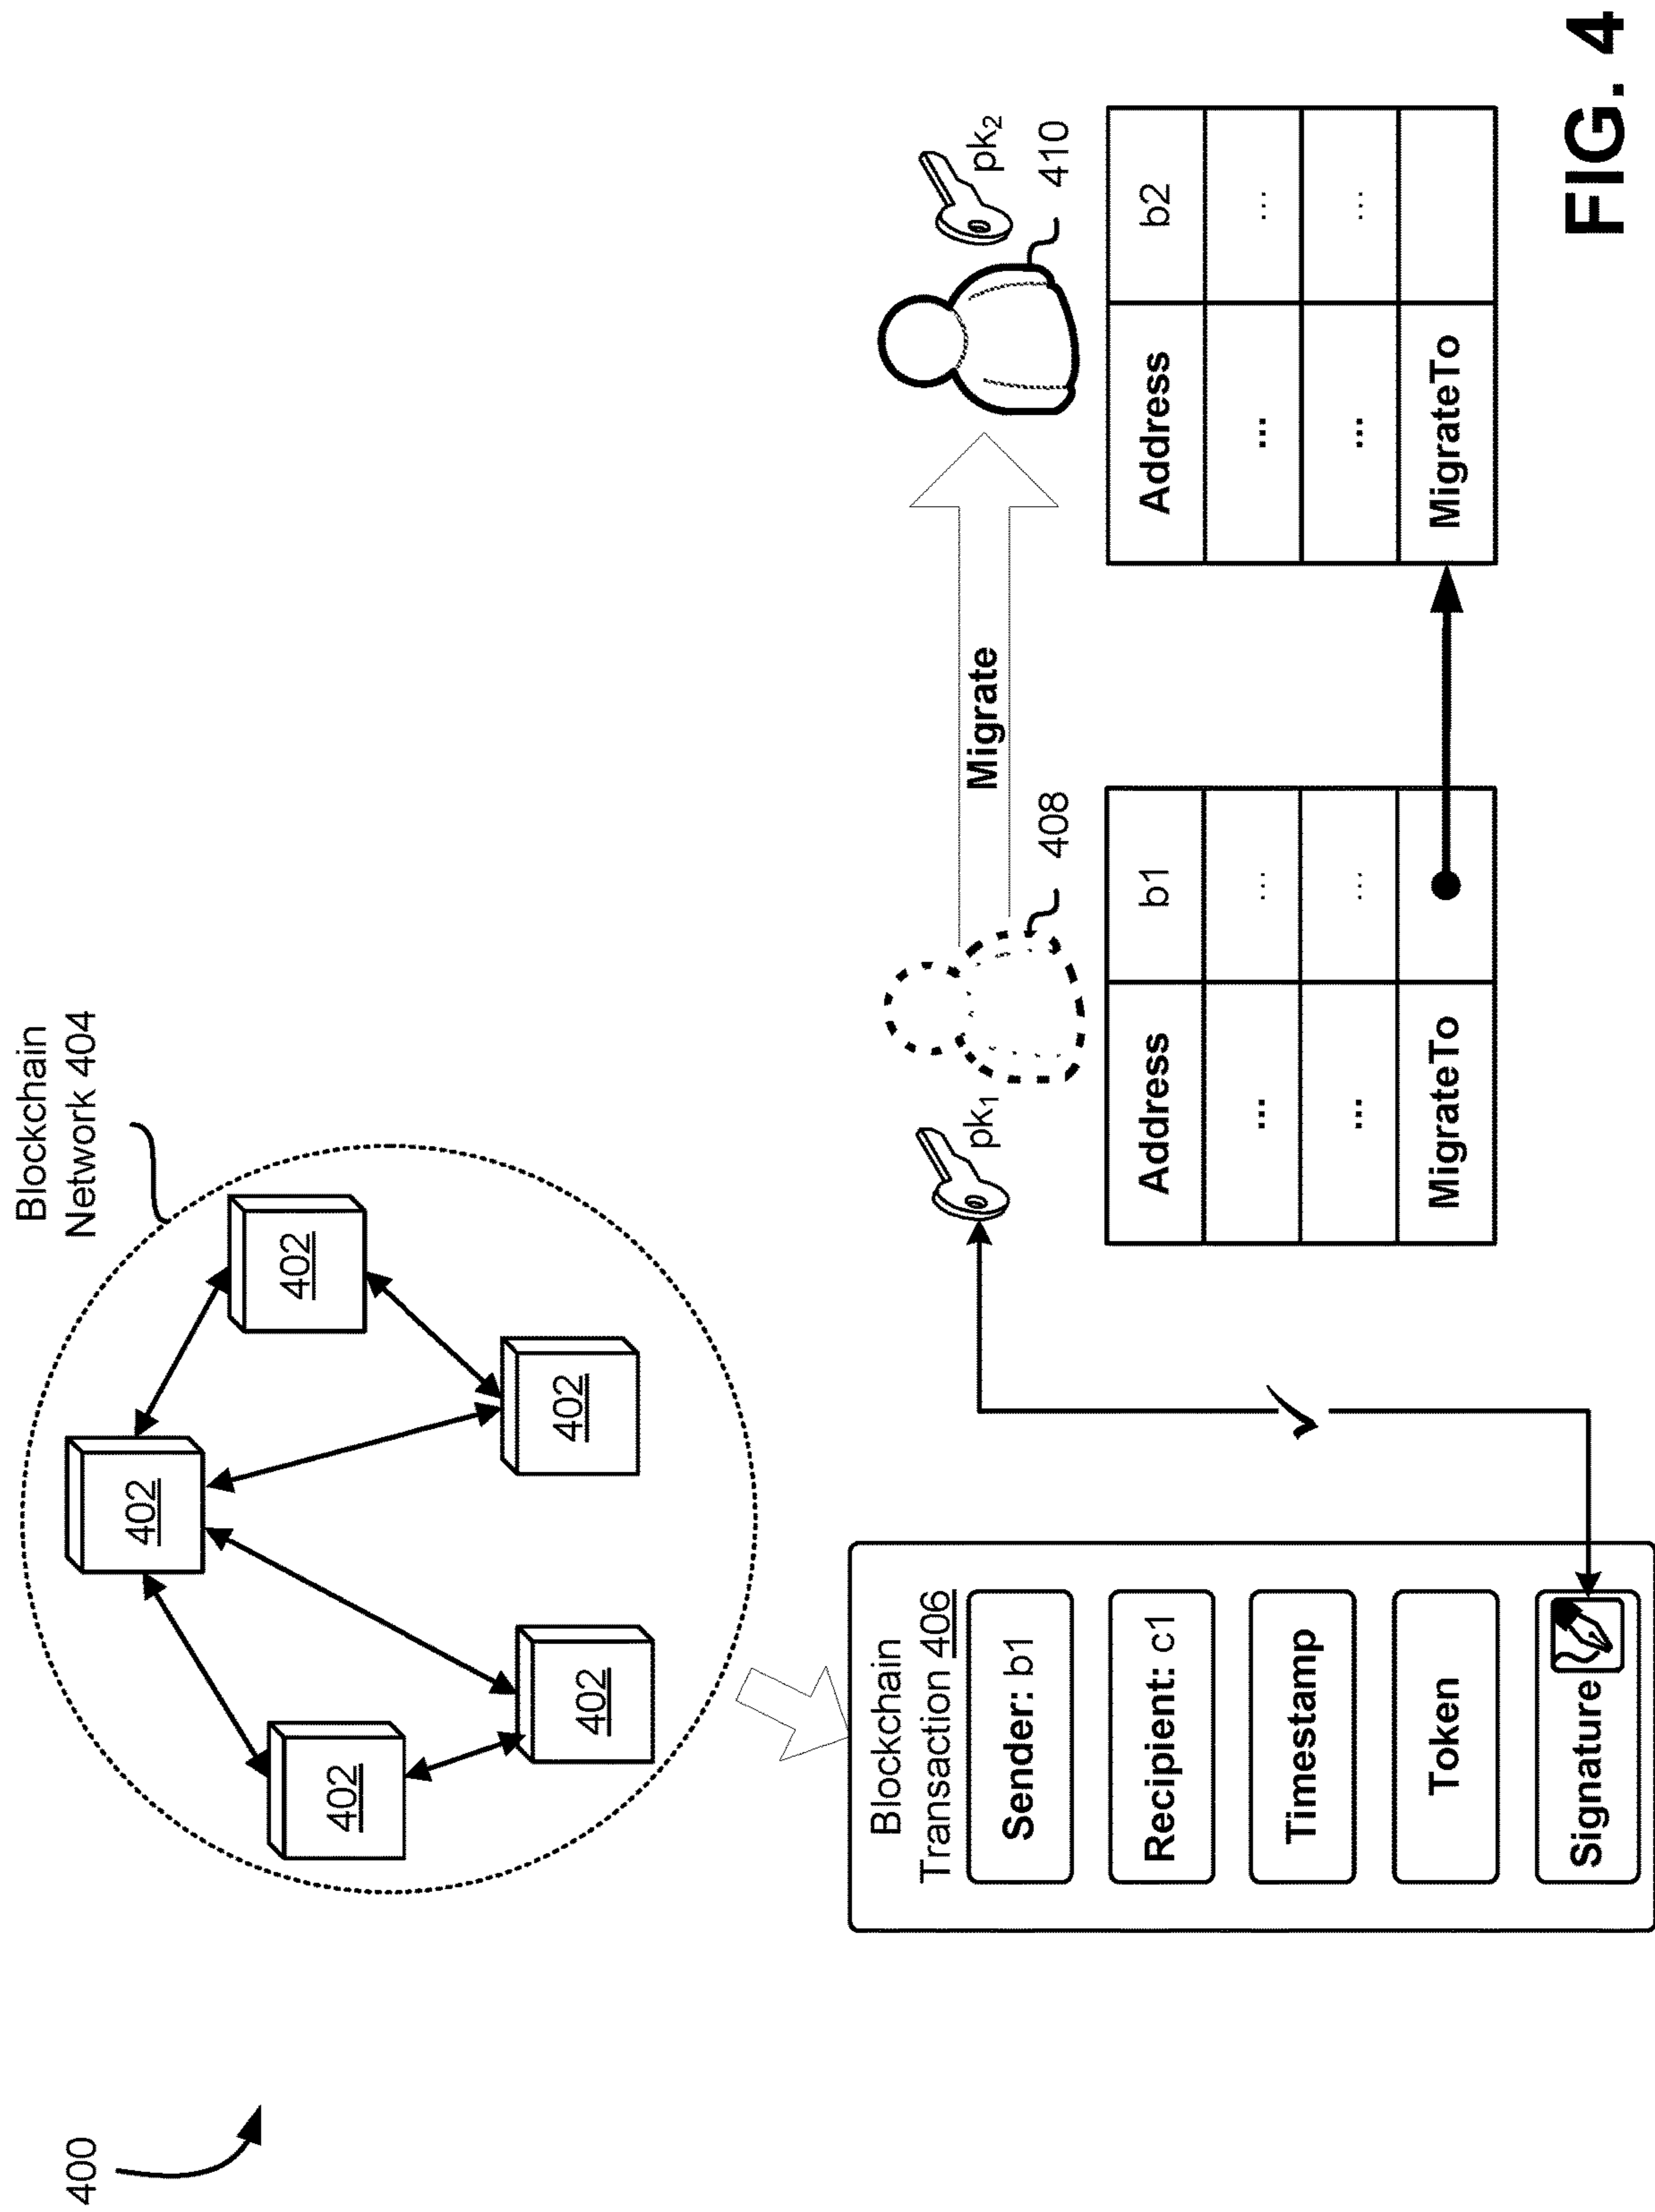 400
Blockchain
Network 404
402
402
402
402
402
Blockchain
Transaction 406
Sender: b1
Recipient: c1
Timestamp
Token
Signature
pk1
408
Migrate
pk2
410
Address b1
... ...
... ...
MigrateTo
Address b2
... ...
... ...
MigrateTo
FIG. 4